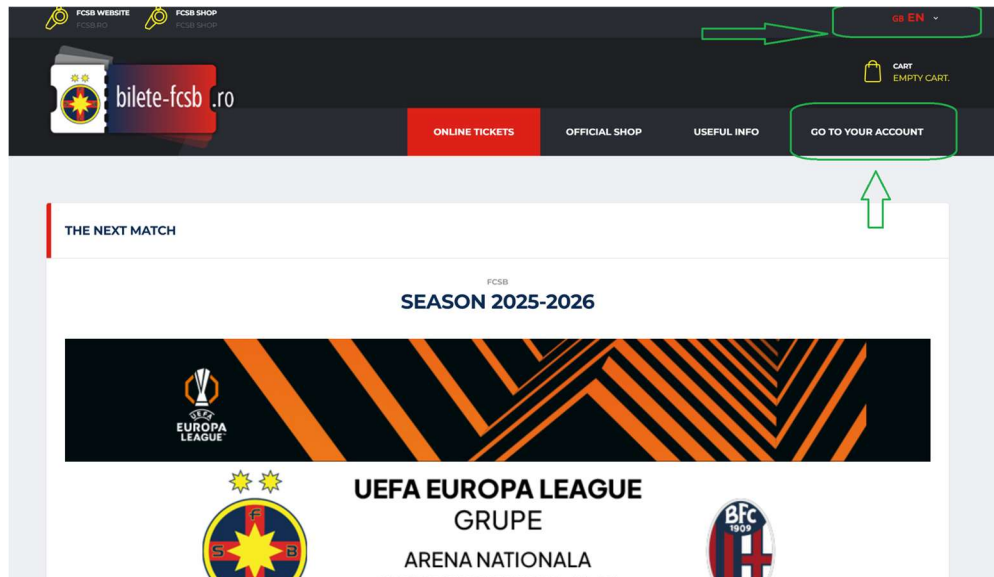 FCSB WEBSITE
FCSB.RO
FCSB SHOP
FCSB SHOP
GB EN
bilete-fcsb.ro
CART
EMPTY CART.
ONLINE TICKETS
OFFICIAL SHOP
USEFUL INFO
GO TO YOUR ACCOUNT
THE NEXT MATCH
FCSB
SEASON 2025-2026
UEFA
EUROPA
LEAGUE
UEFA EUROPA LEAGUE
GRUPE
ARENA NATIONALA
F
S B
BFC
1909